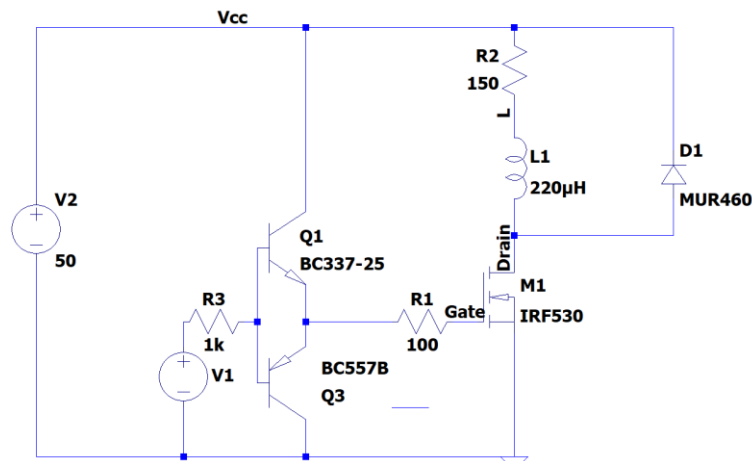 Vcc
R2
150
L
L1
220µH
D1
MUR460
V2
50
Q1
BC337-25
Drain
M1
IRF530
R3
1k
R1
100
Gate
V1
BC557B
Q3
+
−
+
−